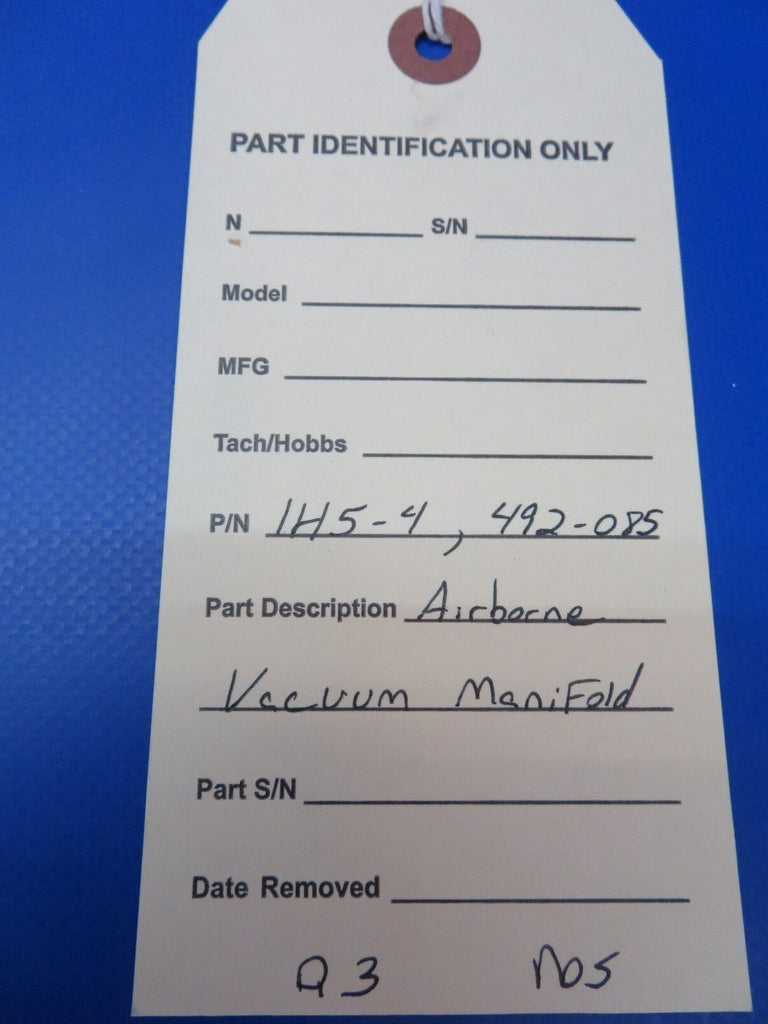 PART IDENTIFICATION ONLY
N S/N
Model
MFG
Tach/Hobbs
P/N 1H5-4, 492-085
Part Description Airborne
Vacuum Manifold
Part S/N
Date Removed
Q3 NOS